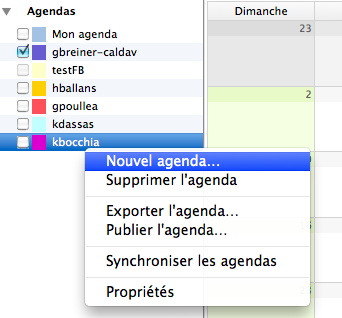 Agendas
Dimanche
Mon agenda
23
gbreiner-caldav
testFB
hballans
2
gpoullea
kdassas
kbocchia
Nouvel agenda...
Supprimer l'agenda
Exporter l'agenda...
Publier l'agenda...
Synchroniser les agendas
Propriétés